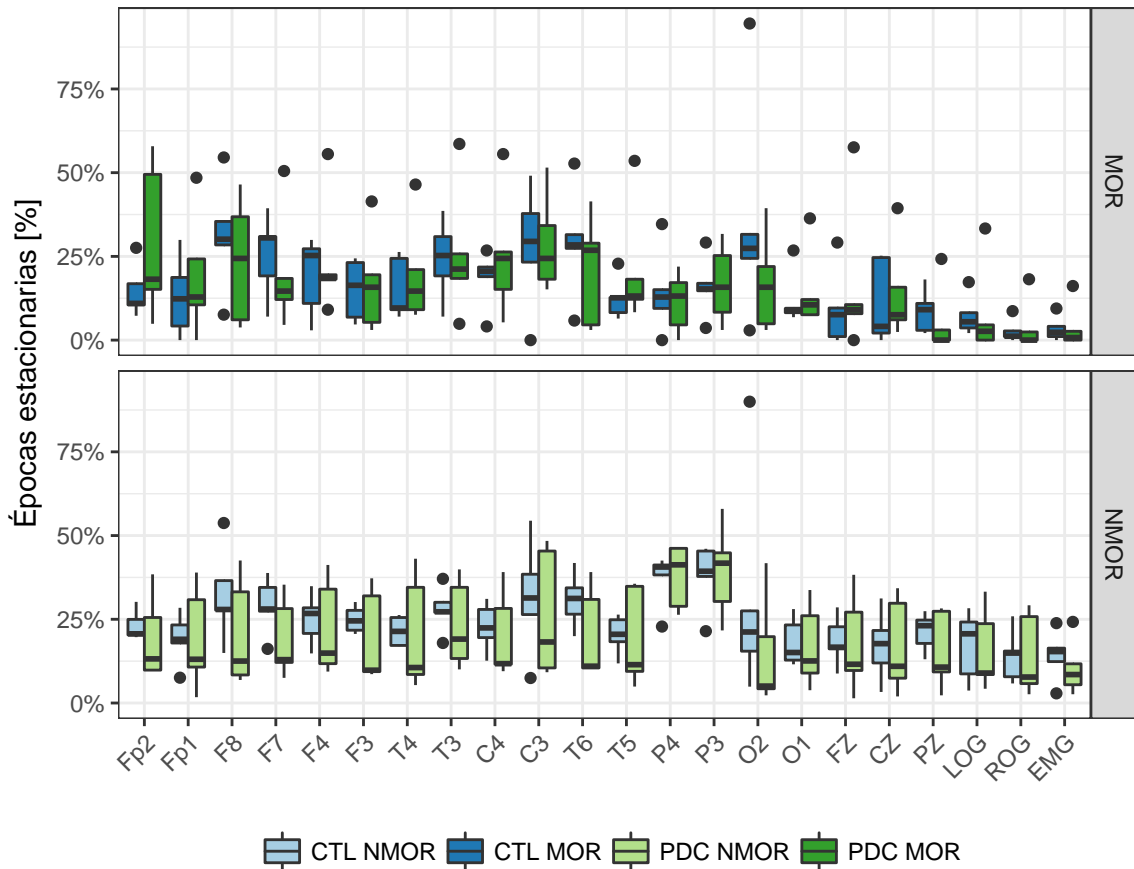 Épocas estacionarias [%]
75%
50%
25%
0%
MOR
75%
50%
25%
0%
NMOR
Fp2 Fp1 F8 F7 F4 F3 T4 T3 C4 C3 T6 T5 P4 P3 O2 O1 FZ CZ PZ LOG ROG EMG
CTL NMOR CTL MOR PDC NMOR PDC MOR